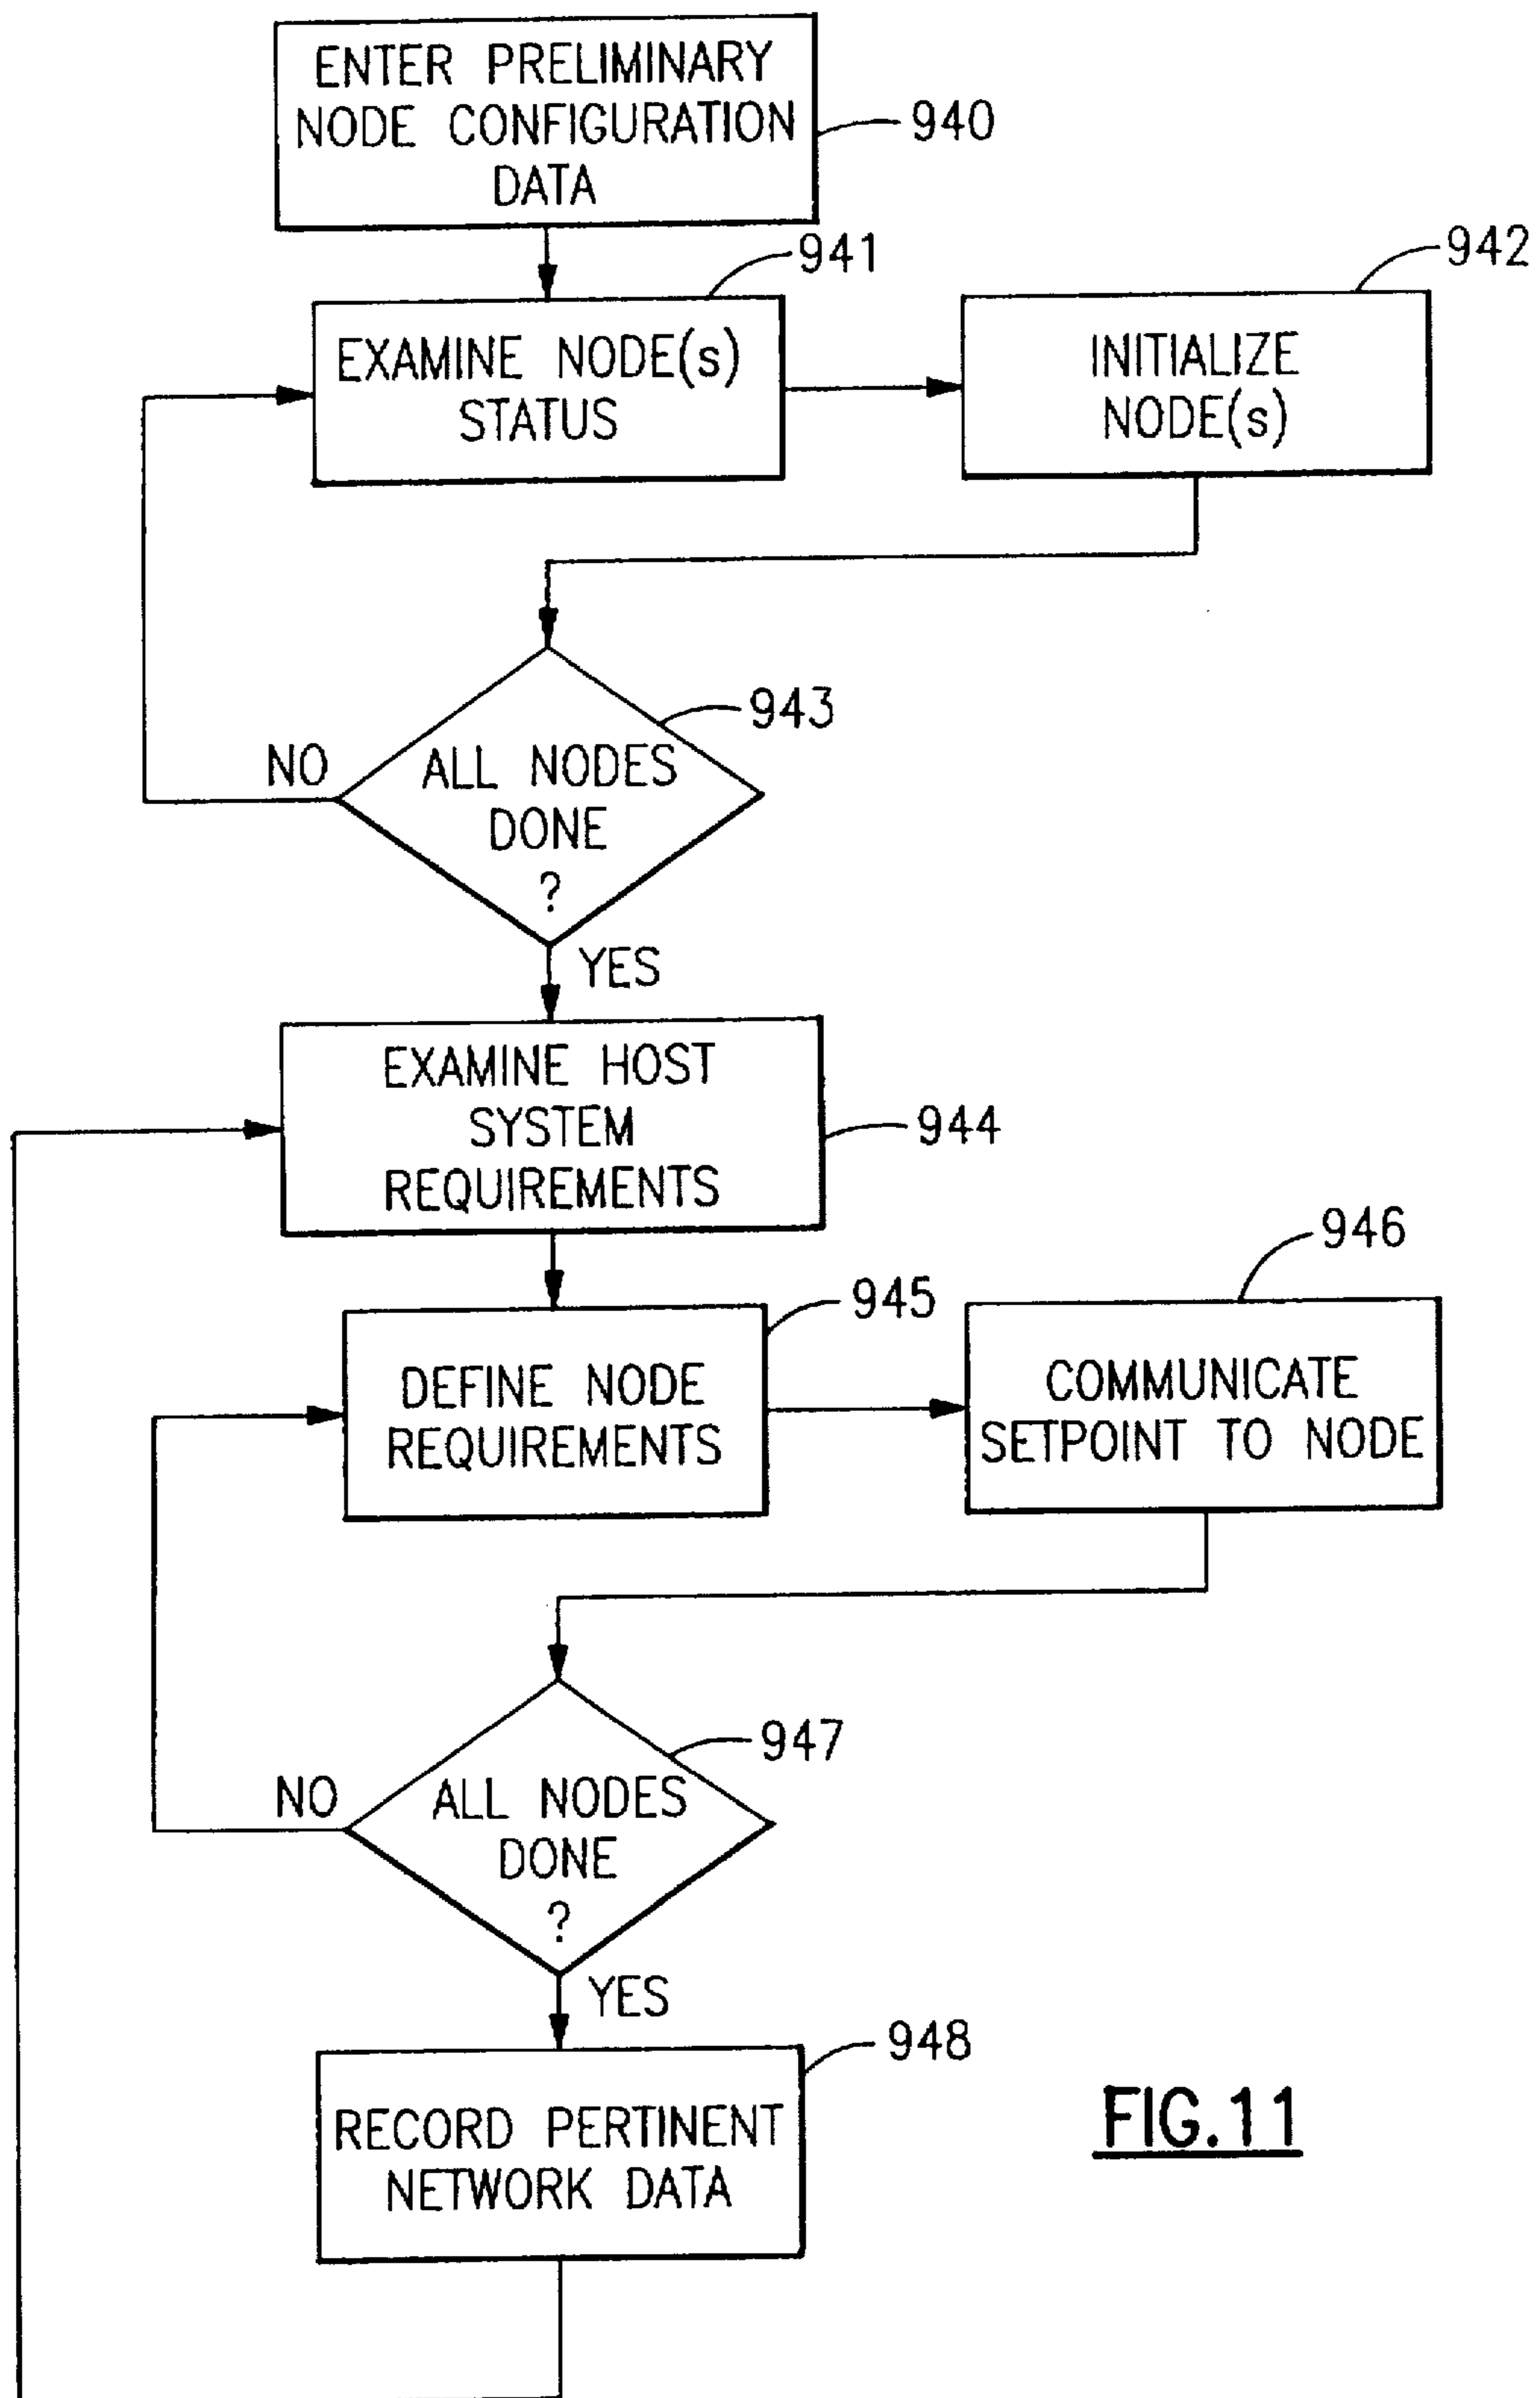 ENTER PRELIMINARY
NODE CONFIGURATION
DATA
940
941
942
EXAMINE NODE(s)
STATUS
INITIALIZE
NODE(s)
943
NO
ALL NODES
DONE
?
YES
EXAMINE HOST
SYSTEM
REQUIREMENTS
944
945
946
DEFINE NODE
REQUIREMENTS
COMMUNICATE
SETPOINT TO NODE
947
NO
ALL NODES
DONE
?
YES
948
RECORD PERTINENT
NETWORK DATA
FIG.11